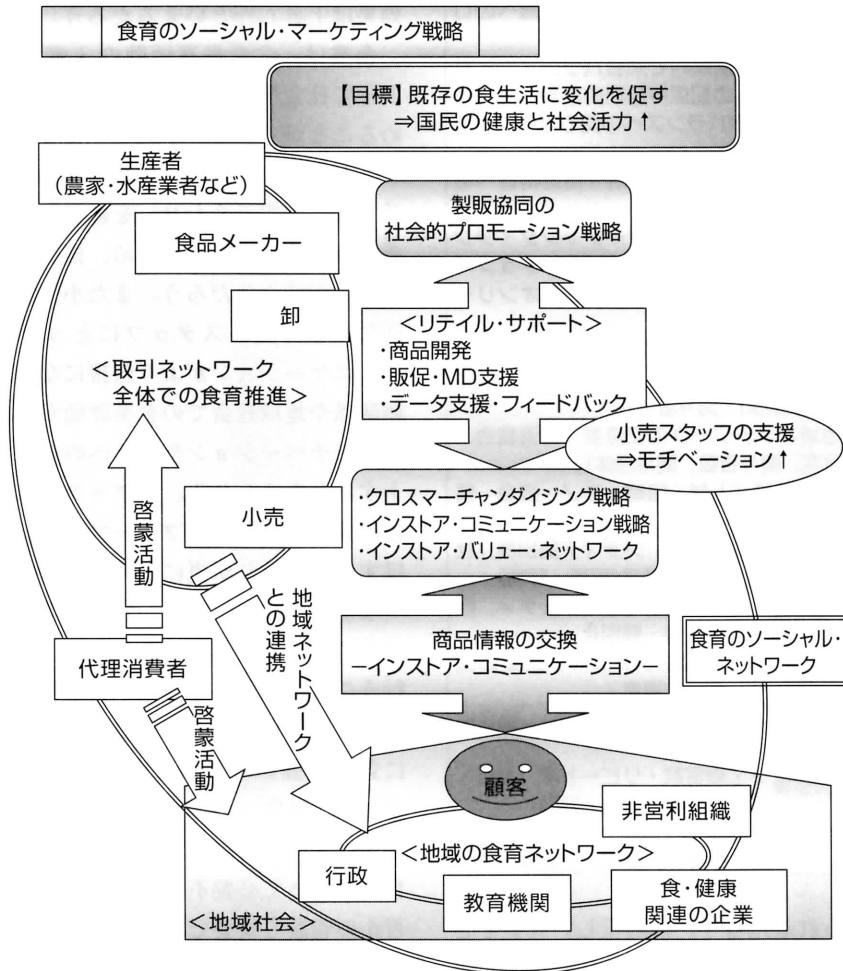 食育のソーシャル・マーケティング戦略
【目標】既存の食生活に変化を促す
⇒国民の健康と社会活力↑
生産者
（農家・水産業者など）
食品メーカー
卸
＜取引ネットワーク
全体での食育推進＞
小売
啓蒙活動
代理消費者
啓蒙活動
地域ネットワーク
との連携
製販協同の
社会的プロモーション戦略
＜リテイル・サポート＞
・商品開発
・販促・MD支援
・データ支援・フィードバック
小売スタッフの支援
⇒モチベーション↑
・クロスマーチャンダイジング戦略
・インストア・コミュニケーション戦略
・インストア・バリュー・ネットワーク
商品情報の交換
−インストア・コミュニケーション−
食育のソーシャル・
ネットワーク
顧客
非営利組織
＜地域の食育ネットワーク＞
行政
教育機関
食・健康
関連の企業
＜地域社会＞